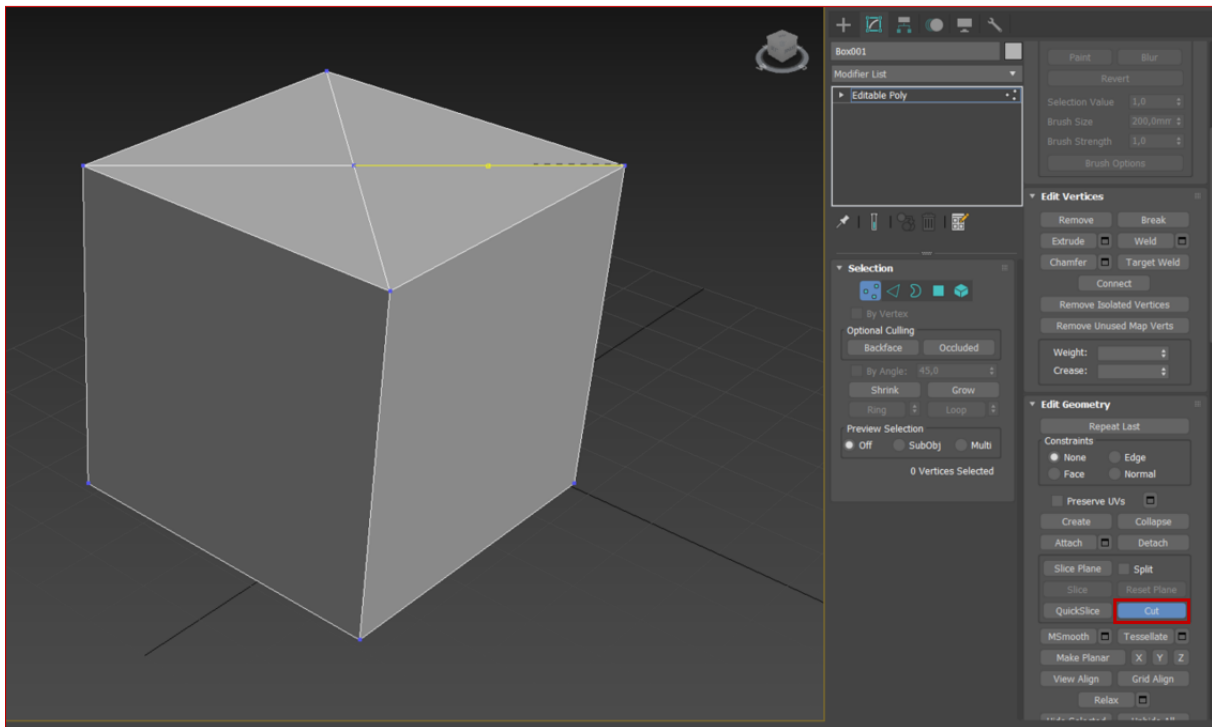 Box001
Modifier List
Editable Poly
Selection
By Vertex
Optional Culling
Backface Occluded
By Angle: 45,0
Shrink Grow
Ring Loop
Preview Selection
Off SubObj Multi
0 Vertices Selected
Paint Blur
Revert
Selection Value 1,0
Brush Size 200,0mm
Brush Strength 1,0
Brush Options
Edit Vertices
Remove Break
Extrude Weld
Chamfer Target Weld
Connect
Remove Isolated Vertices
Remove Unused Map Verts
Weight:
Crease:
Edit Geometry
Repeat Last
Constraints
None Edge
Face Normal
Preserve UVs
Create Collapse
Attach Detach
Slice Plane Split
Slice Reset Plane
QuickSlice Cut
MSmooth Tessellate
Make Planar X Y Z
View Align Grid Align
Relax
Hide Selected Unhide All